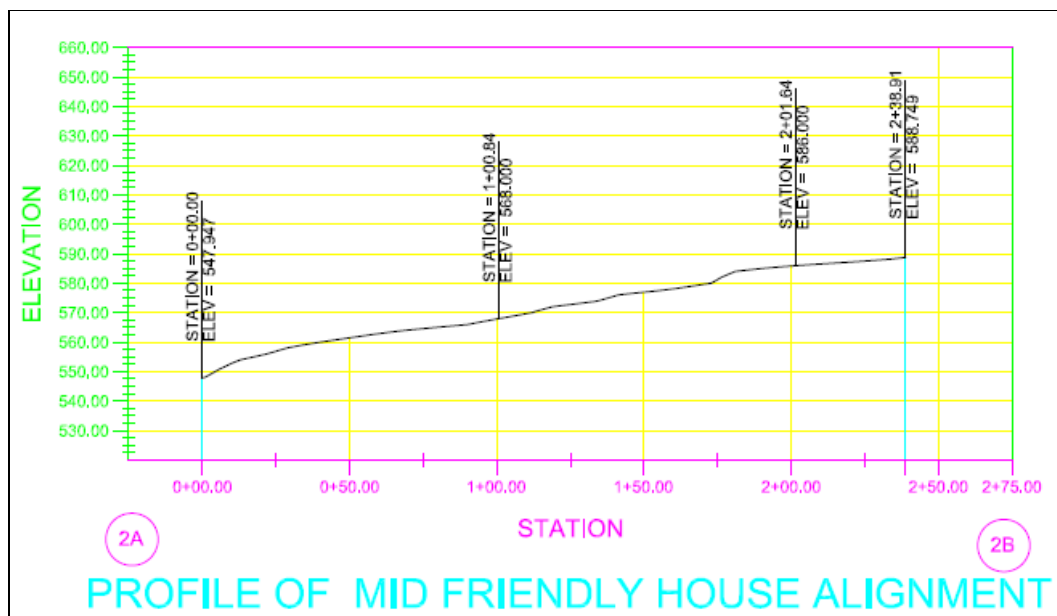 660.00
650.00
640.00
630.00
620.00
610.00
600.00
590.00
580.00
570.00
560.00
550.00
540.00
530.00
ELEVATION
STATION = 0+00.00
ELEV = 547.947
STATION = 1+00.84
ELEV = 568.000
STATION = 2+01.64
ELEV = 586.000
STATION = 2+38.91
ELEV = 588.749
0+00.00 0+50.00 1+00.00 1+50.00 2+00.00 2+50.00 2+75.00
STATION
2A
2B
PROFILE OF MID FRIENDLY HOUSE ALIGNMENT